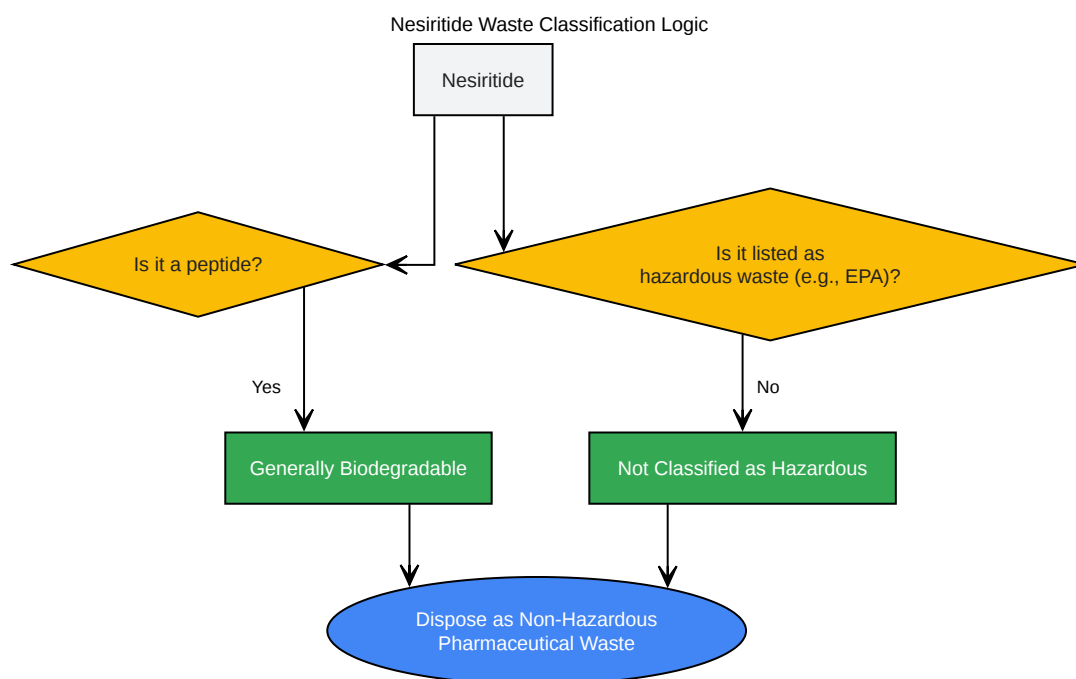 Nesiritide Waste Classification Logic
Nesiritide
Is it a peptide?
Is it listed as
hazardous waste (e.g., EPA)?
Yes
No
Generally Biodegradable
Not Classified as Hazardous
Dispose as Non-Hazardous
Pharmaceutical Waste